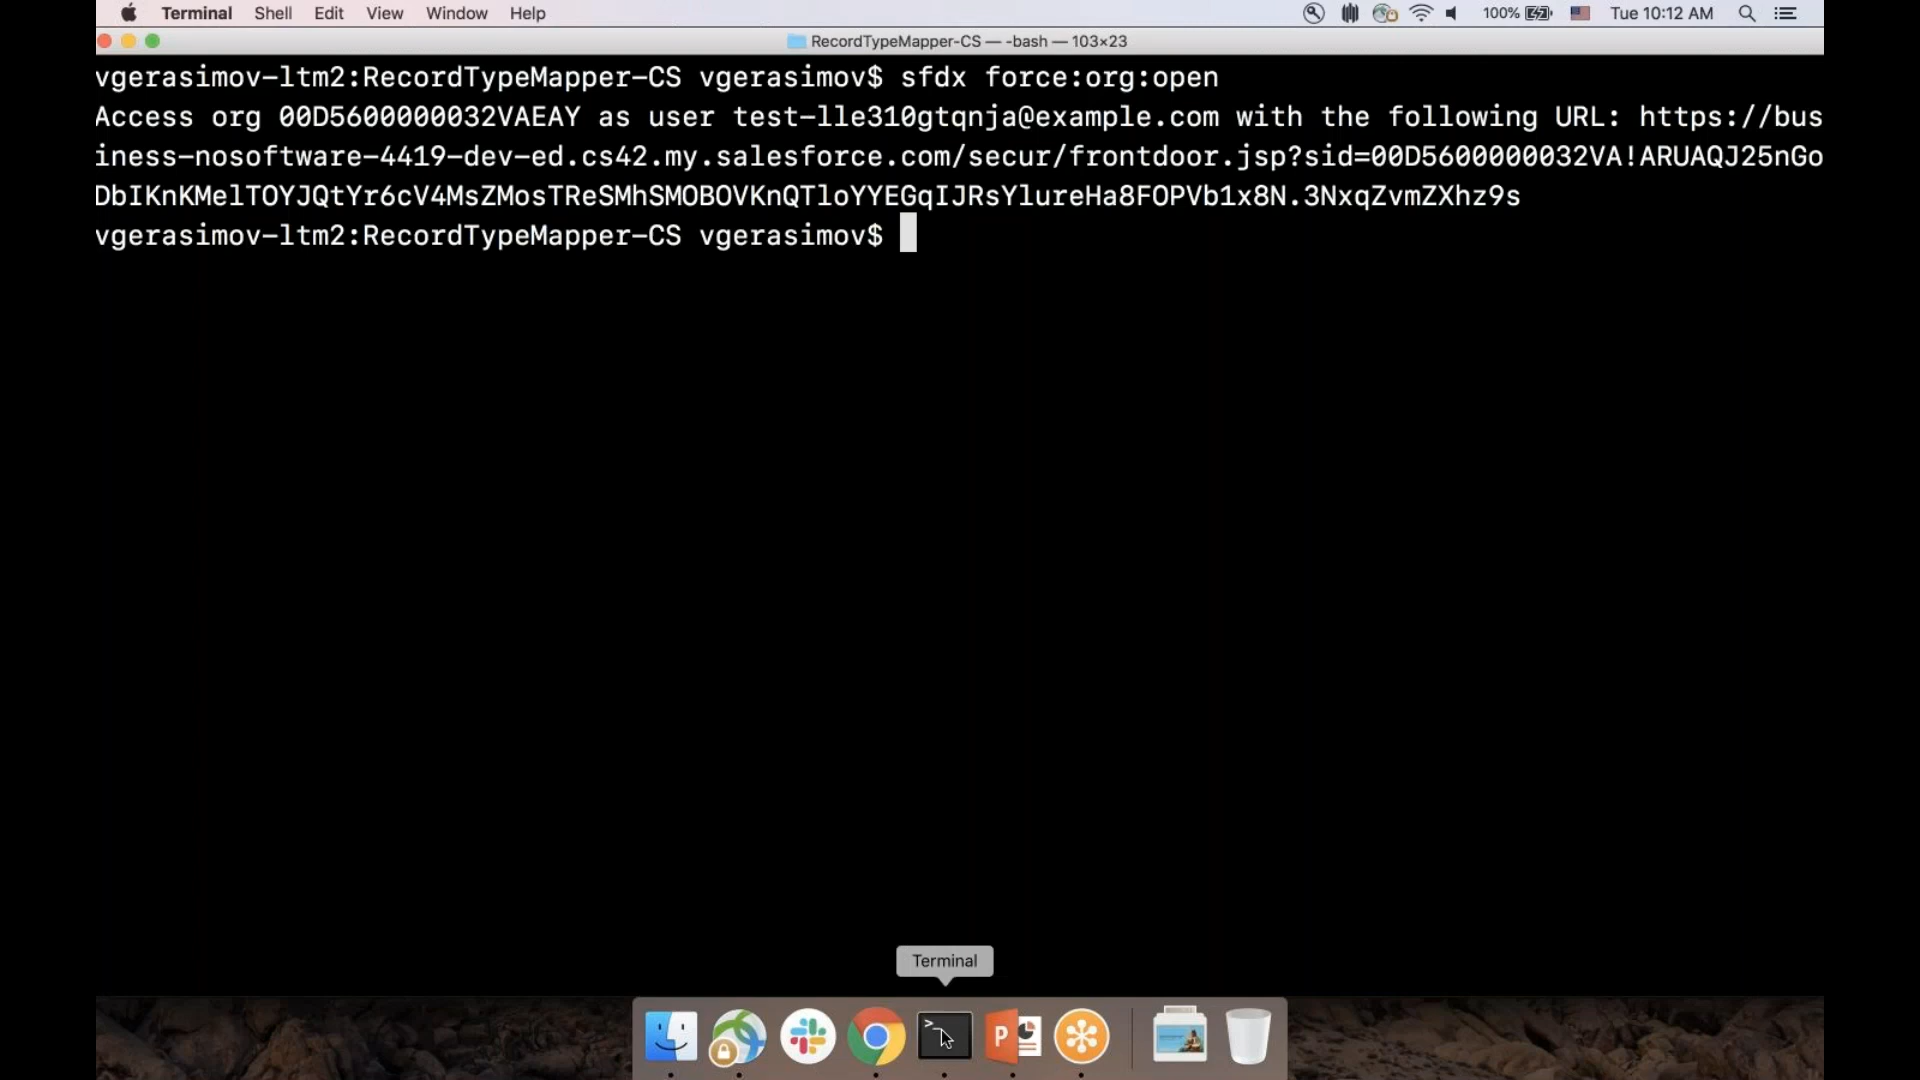 Terminal Shell Edit View Window Help 100% Tue 10:12 AM
RecordTypeMapper-CS — -bash — 103×23
vgerasimov-ltm2:RecordTypeMapper-CS vgerasimov$ sfdx force:org:open
Access org 00D5600000032VAEAY as user test-lle310gtqnja@example.com with the following URL: https://bus
iness-nosoftware-4419-dev-ed.cs42.my.salesforce.com/secur/frontdoor.jsp?sid=00D5600000032VA!ARUAQJ25nGo
DbIKnKMelTOYJQtYr6cV4MsZMosTReSMhSMOBOVKnQTloYYEGqIJRsYlureHa8FOPVb1x8N.3NxqZvmZXhz9s
vgerasimov-ltm2:RecordTypeMapper-CS vgerasimov$
Terminal